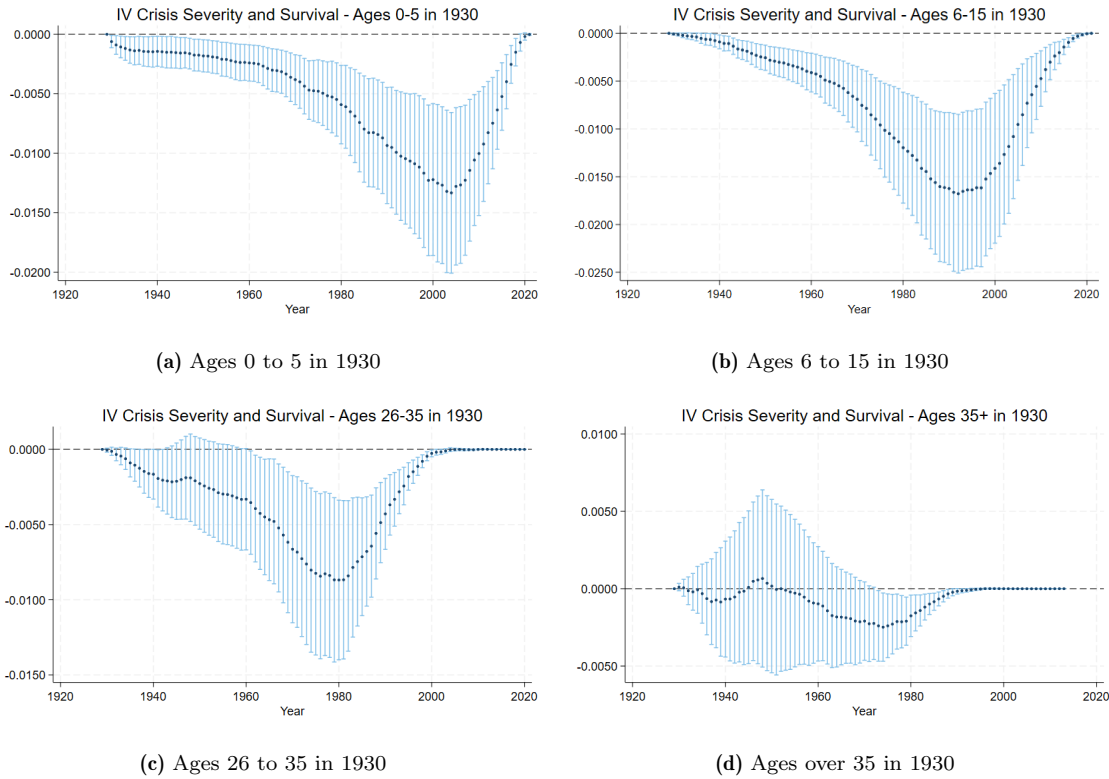 IV Crisis Severity and Survival - Ages 0-5 in 1930
0.0000
-0.0050
-0.0100
-0.0150
-0.0200
1920 1940 1960 1980 2000 2020
Year
(a) Ages 0 to 5 in 1930
IV Crisis Severity and Survival - Ages 6-15 in 1930
0.0000
-0.0050
-0.0100
-0.0150
-0.0200
-0.0250
1920 1940 1960 1980 2000 2020
Year
(b) Ages 6 to 15 in 1930
IV Crisis Severity and Survival - Ages 26-35 in 1930
0.0000
-0.0050
-0.0100
-0.0150
1920 1940 1960 1980 2000 2020
Year
(c) Ages 26 to 35 in 1930
IV Crisis Severity and Survival - Ages 35+ in 1930
0.0100
0.0050
0.0000
-0.0050
1920 1940 1960 1980 2000 2020
Year
(d) Ages over 35 in 1930